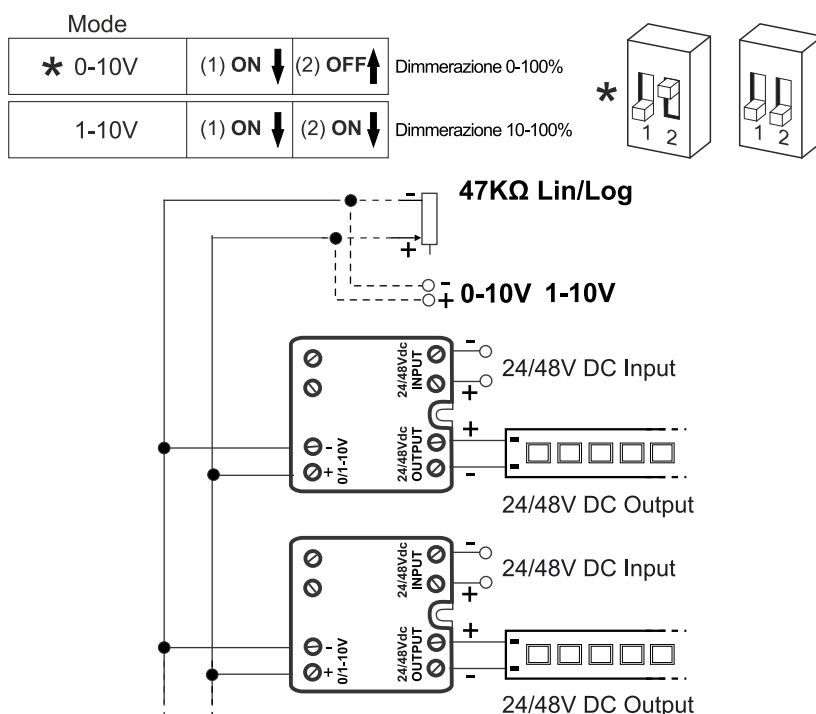 Mode
* 0-10V (1) ON (2) OFF Dimmerazione 0-100%
1-10V (1) ON (2) ON Dimmerazione 10-100%
*
1 2
1 2
47KΩ Lin/Log
-
+
- 
+ 0-10V 1-10V
24/48Vdc
INPUT
-
+
24/48V DC Input
-
+
0/1-10V
24/48Vdc
OUTPUT
+
-
24/48V DC Output
24/48Vdc
INPUT
-
+
24/48V DC Input
-
+
0/1-10V
24/48Vdc
OUTPUT
+
-
24/48V DC Output